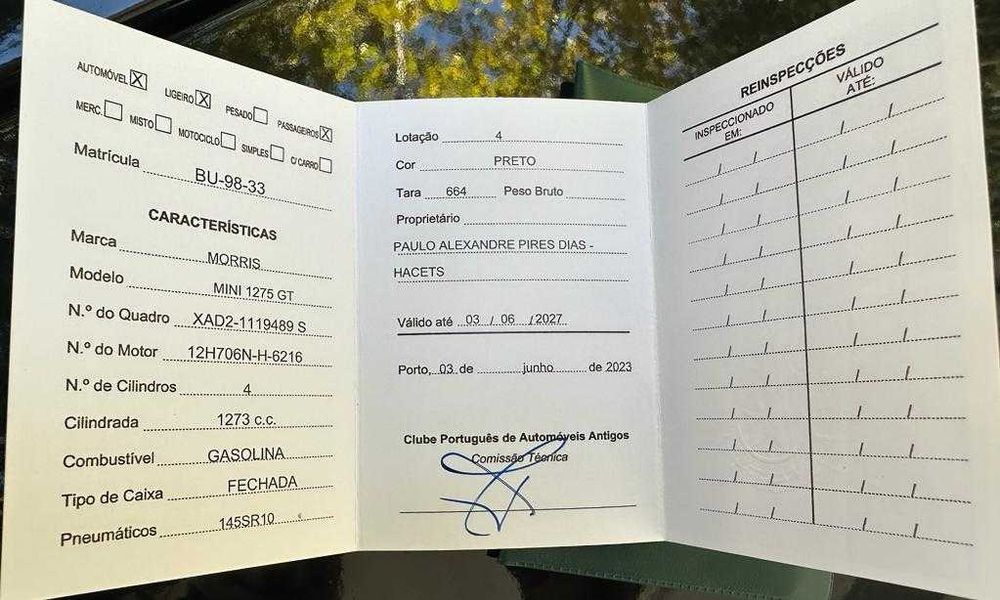 AUTOMÓVEL X LIGEIRO X PESADO PASSAGEIROS X
MERC. MISTO MOTOCICLO SIMPLES C/ CARRO
Matrícula BU-98-33
CARACTERÍSTICAS
Marca MORRIS
Modelo MINI 1275 GT
N.º do Quadro XAD2-1119489 S
N.º do Motor 12H706N-H-6216
N.º de Cilindros 4
Cilindrada 1273 c.c.
Combustível GASOLINA
Tipo de Caixa FECHADA
Pneumáticos 145SR10
Lotação 4
Cor PRETO
Tara 664 Peso Bruto
Proprietário
PAULO ALEXANDRE PIRES DIAS -
HACETS
Válido até 03 / 06 / 2027
Porto, 03 de junho de 2023
Clube Português de Automóveis Antigos
Comissão Técnica
REINSPECÇÕES
INSPECCIONADO EM:
VÁLIDO ATÉ: